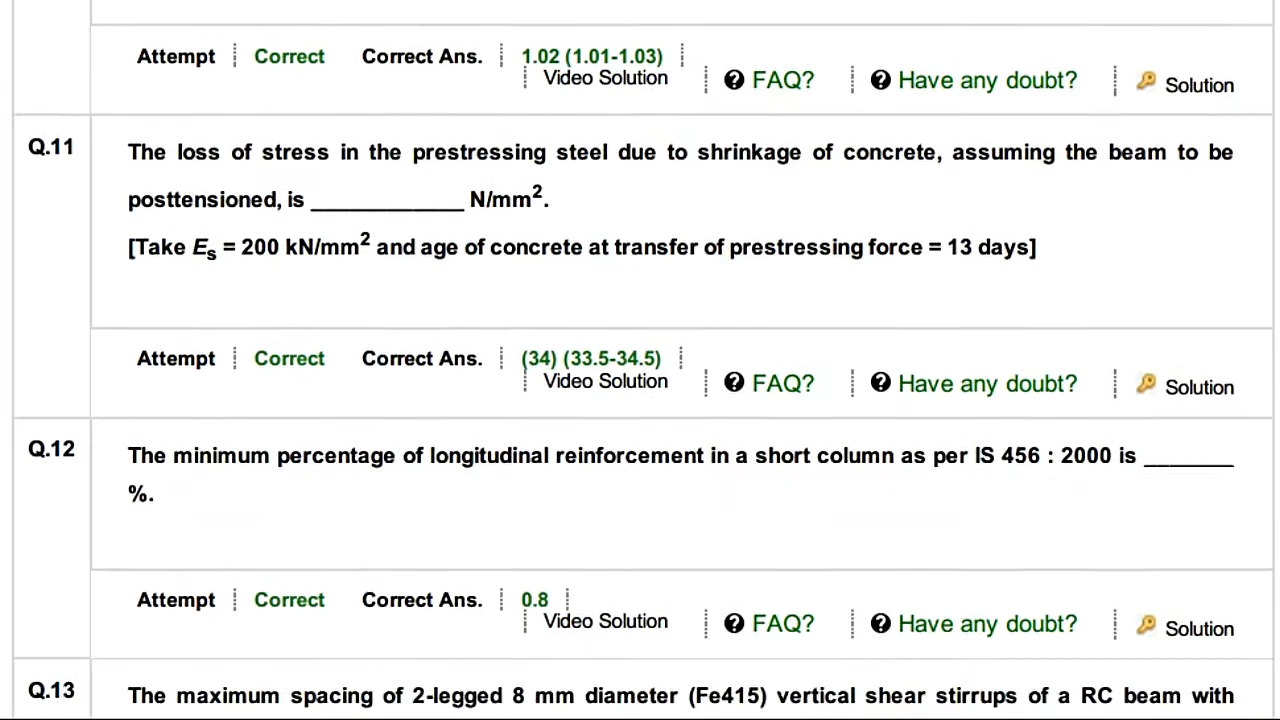 Attempt Correct Correct Ans. 1.02 (1.01-1.03)
Video Solution FAQ? Have any doubt? Solution
Q.11 The loss of stress in the prestressing steel due to shrinkage of concrete, assuming the beam to be
posttensioned, is ____________ N/mm².
[Take Es = 200 kN/mm² and age of concrete at transfer of prestressing force = 13 days]
Attempt Correct Correct Ans. (34) (33.5-34.5)
Video Solution FAQ? Have any doubt? Solution
Q.12 The minimum percentage of longitudinal reinforcement in a short column as per IS 456 : 2000 is _______
%.
Attempt Correct Correct Ans. 0.8
Video Solution FAQ? Have any doubt? Solution
Q.13 The maximum spacing of 2-legged 8 mm diameter (Fe415) vertical shear stirrups of a RC beam with